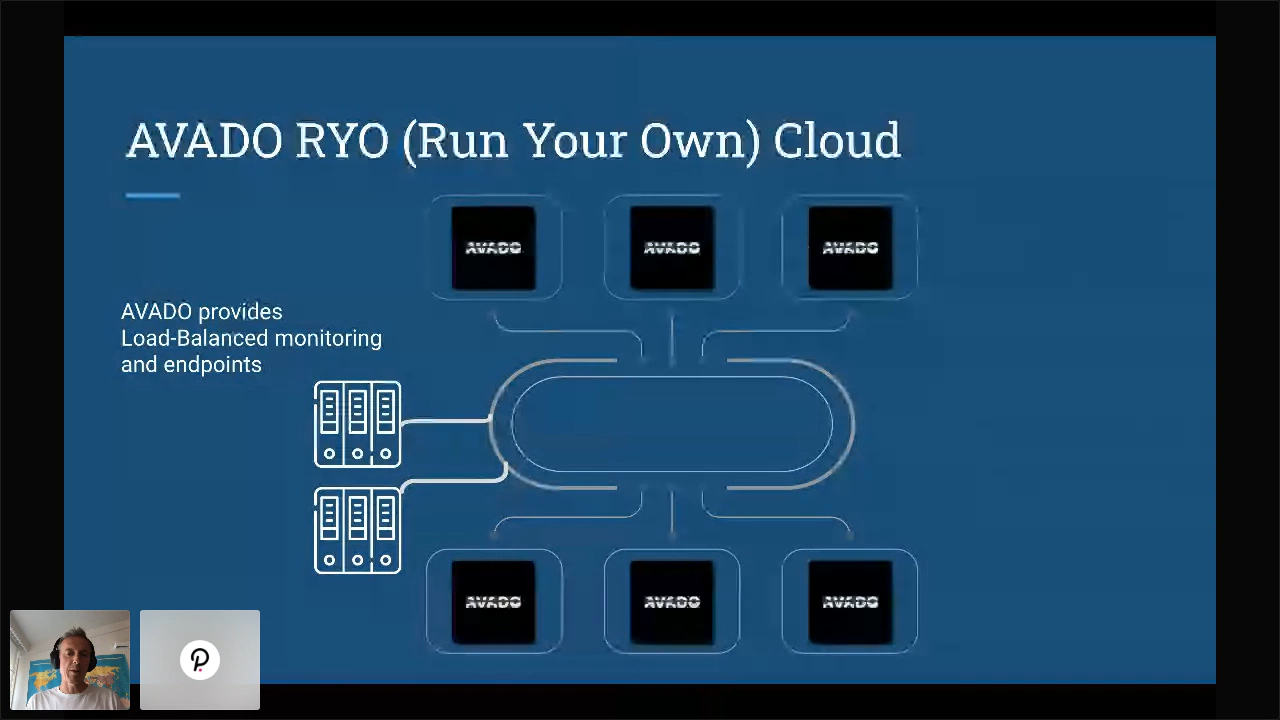 AVADO RYO (Run Your Own) Cloud
AVADO AVADO AVADO
AVADO provides
Load-Balanced monitoring
and endpoints
AVADO AVADO AVADO